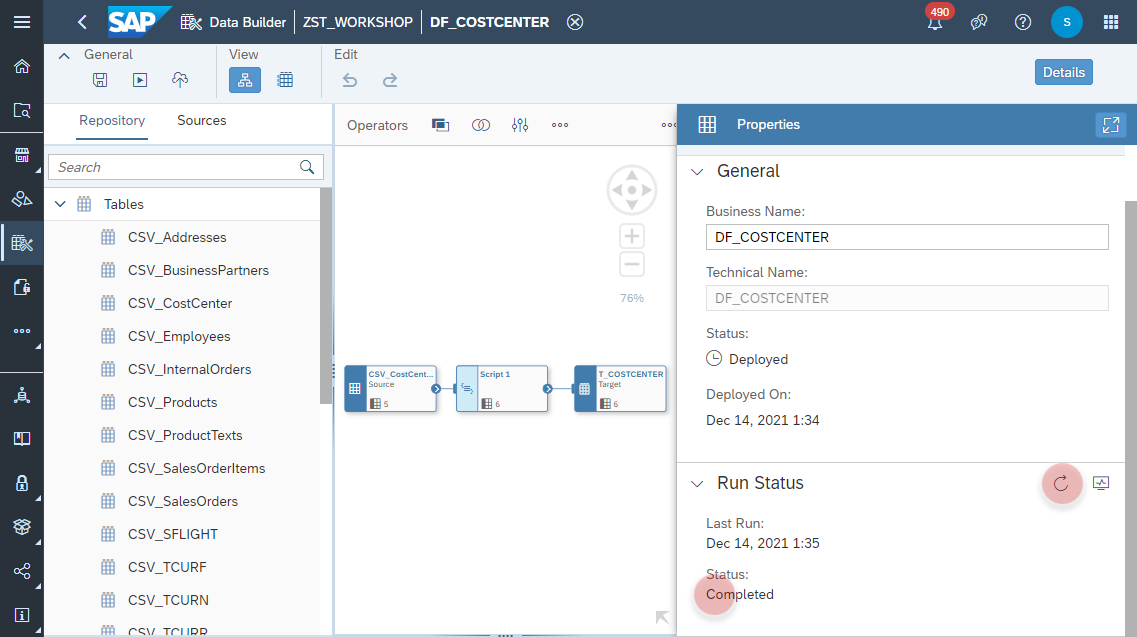 SAP Data Builder ZST_WORKSHOP DF_COSTCENTER 490 S
General View Edit
Details
Repository Sources
Search
Tables
CSV_Addresses
CSV_BusinessPartners
CSV_CostCenter
CSV_Employees
CSV_InternalOrders
CSV_Products
CSV_ProductTexts
CSV_SalesOrderItems
CSV_SalesOrders
CSV_SFLIGHT
CSV_TCURF
CSV_TCURN
CSV_TCURR
Operators
76%
CSV_CostCent...
Source
5
Script 1
6
T_COSTCENTER
Target
6
Properties
General
Business Name:
DF_COSTCENTER
Technical Name:
DF_COSTCENTER
Status:
Deployed
Deployed On:
Dec 14, 2021 1:34
Run Status
Last Run:
Dec 14, 2021 1:35
Status:
Completed